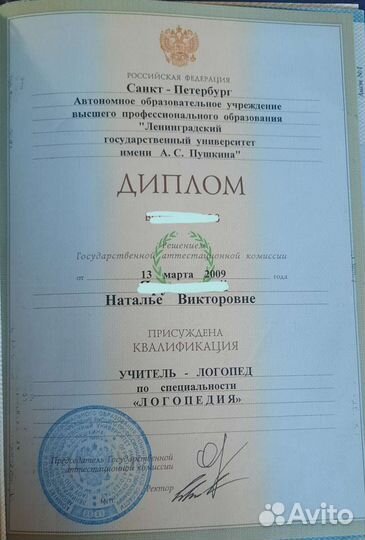 РОССИЙСКАЯ ФЕДЕРАЦИЯ
Санкт - Петербург
Автономное образовательное учреждение
высшего профессионального образования
"Ленинградский
государственный университет
имени А. С. Пушкина"
ДИПЛОМ
Решением
Государственной аттестационной комиссии
от 13 марта 2009 года
Наталье Викторовне
ПРИСУЖДЕНА
КВАЛИФИКАЦИЯ
УЧИТЕЛЬ - ЛОГОПЕД
по специальности
«ЛОГОПЕДИЯ»
Председатель Государственной
аттестационной комиссии
Ректор
М.П.
Avito